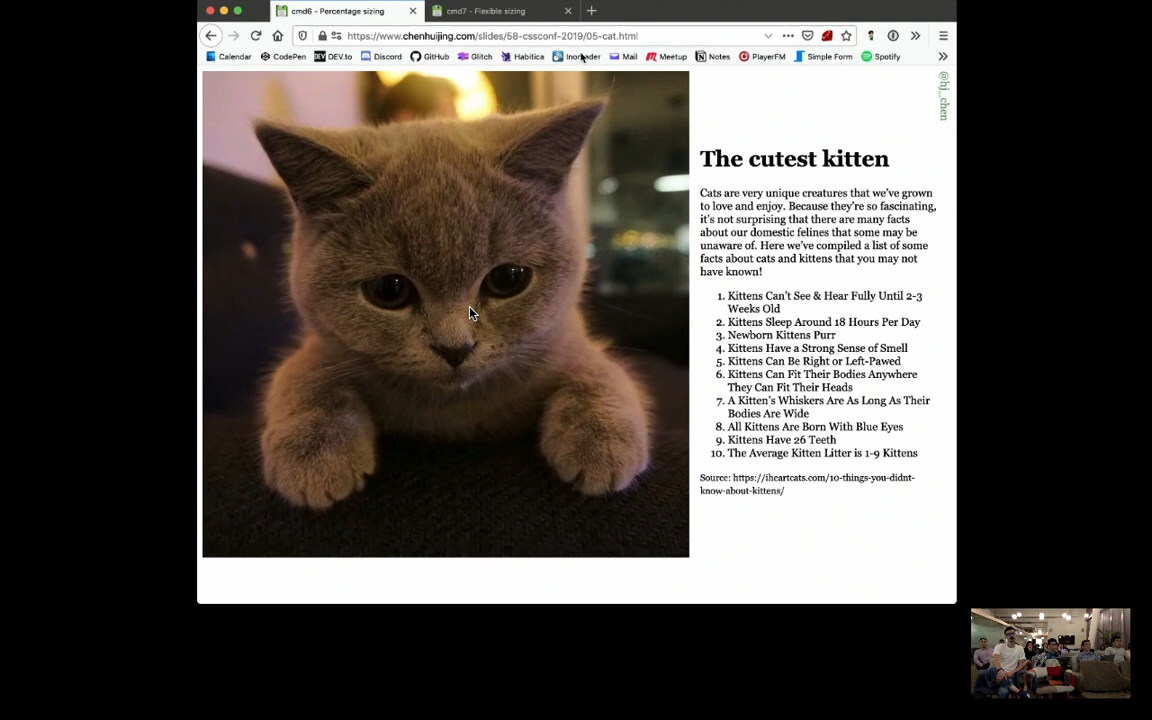 cmd6 - Percentage sizing
cmd7 - Flexible sizing
https://www.chenhuijing.com/slides/58-cssconf-2019/05-cat.html
Calendar CodePen DEV.to Discord GitHub Glitch Habitica Inoreader Mail Meetup Notes PlayerFM Simple Form Spotify
@hj_chen
The cutest kitten
Cats are very unique creatures that we've grown
to love and enjoy. Because they're so fascinating,
it's not surprising that there are many facts
about our domestic felines that some may be
unaware of. Here we've compiled a list of some
facts about cats and kittens that you may not
have known!
1. Kittens Can't See & Hear Fully Until 2-3
Weeks Old
2. Kittens Sleep Around 18 Hours Per Day
3. Newborn Kittens Purr
4. Kittens Have a Strong Sense of Smell
5. Kittens Can Be Right or Left-Pawed
6. Kittens Can Fit Their Bodies Anywhere
They Can Fit Their Heads
7. A Kitten's Whiskers Are As Long As Their
Bodies Are Wide
8. All Kittens Are Born With Blue Eyes
9. Kittens Have 26 Teeth
10. The Average Kitten Litter is 1-9 Kittens
Source: https://iheartcats.com/10-things-you-didnt-
know-about-kittens/